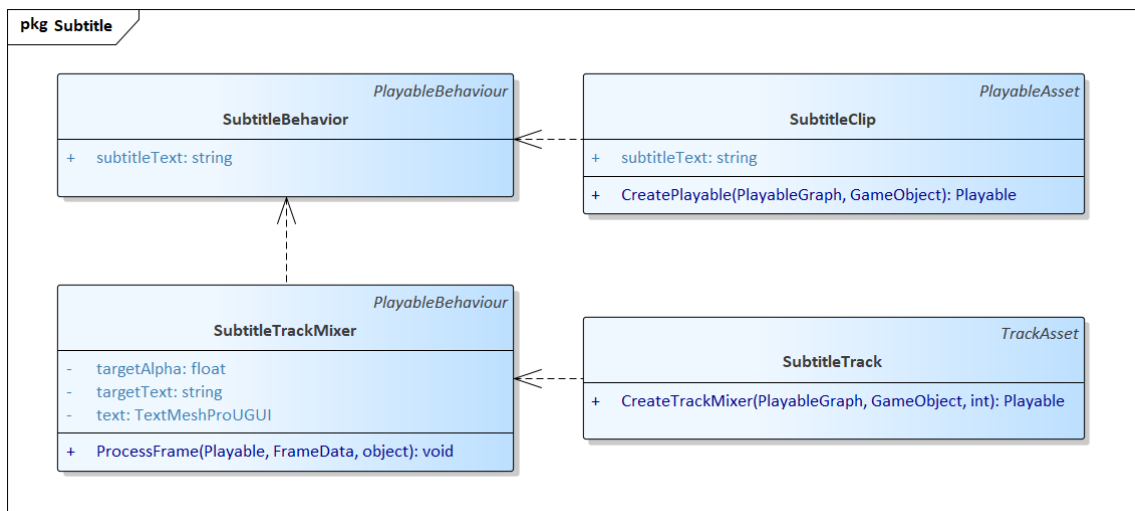 pkg Subtitle
PlayableBehaviour
SubtitleBehavior
+ subtitleText: string
PlayableAsset
SubtitleClip
+ subtitleText: string
+ CreatePlayable(PlayableGraph, GameObject): Playable
PlayableBehaviour
SubtitleTrackMixer
- targetAlpha: float
- targetText: string
- text: TextMeshProUGUI
+ ProcessFrame(Playable, FrameData, object): void
TrackAsset
SubtitleTrack
+ CreateTrackMixer(PlayableGraph, GameObject, int): Playable